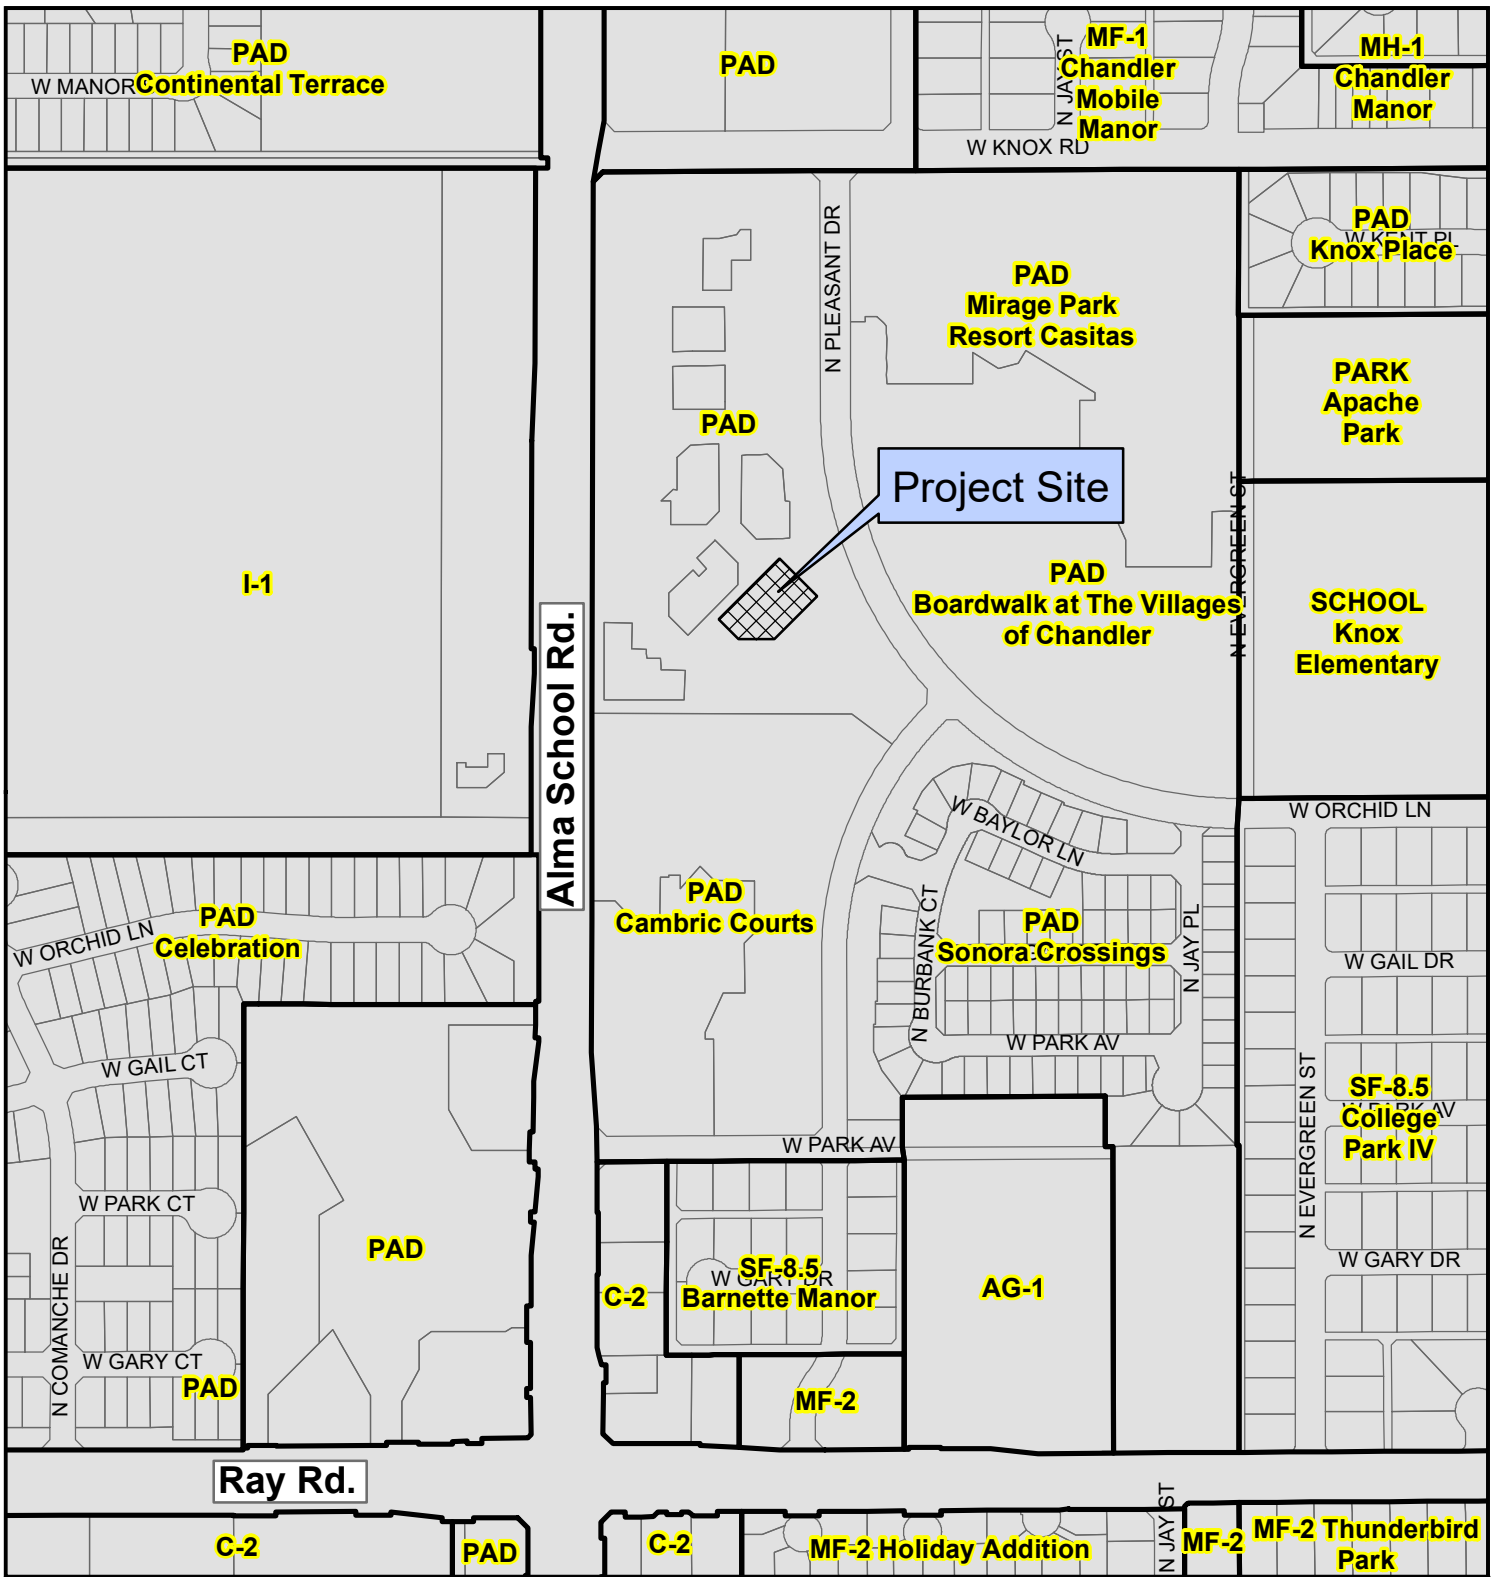 PAD
Continental Terrace
W MANOR
PAD
N JAY ST
MF-1
Chandler
Mobile
Manor
MH-1
Chandler
Manor
W KNOX RD
N PLEASANT DR
PAD
Knox Place
W KENT PL
PAD
Mirage Park
Resort Casitas
PARK
Apache
Park
PAD
Project Site
N EVERGREEN ST
I-1
PAD
Boardwalk at The Villages
of Chandler
SCHOOL
Knox
Elementary
Alma School Rd.
W ORCHID LN
W BAYLOR LN
PAD
Cambric Courts
PAD
Celebration
W ORCHID LN
N BURBANK CT
PAD
Sonora Crossings
N JAY PL
W GAIL DR
W PARK AV
W GAIL CT
SF-8.5
College
Park IV
W PARK AV
N EVERGREEN ST
W PARK AV
W PARK CT
PAD
N COMANCHE DR
C-2
SF-8.5
Barnette Manor
W GARY DR
AG-1
W GARY DR
W GARY CT
PAD
MF-2
Ray Rd.
C-2
PAD
C-2
MF-2 Holiday Addition
N JAY ST
MF-2
MF-2 Thunderbird
Park